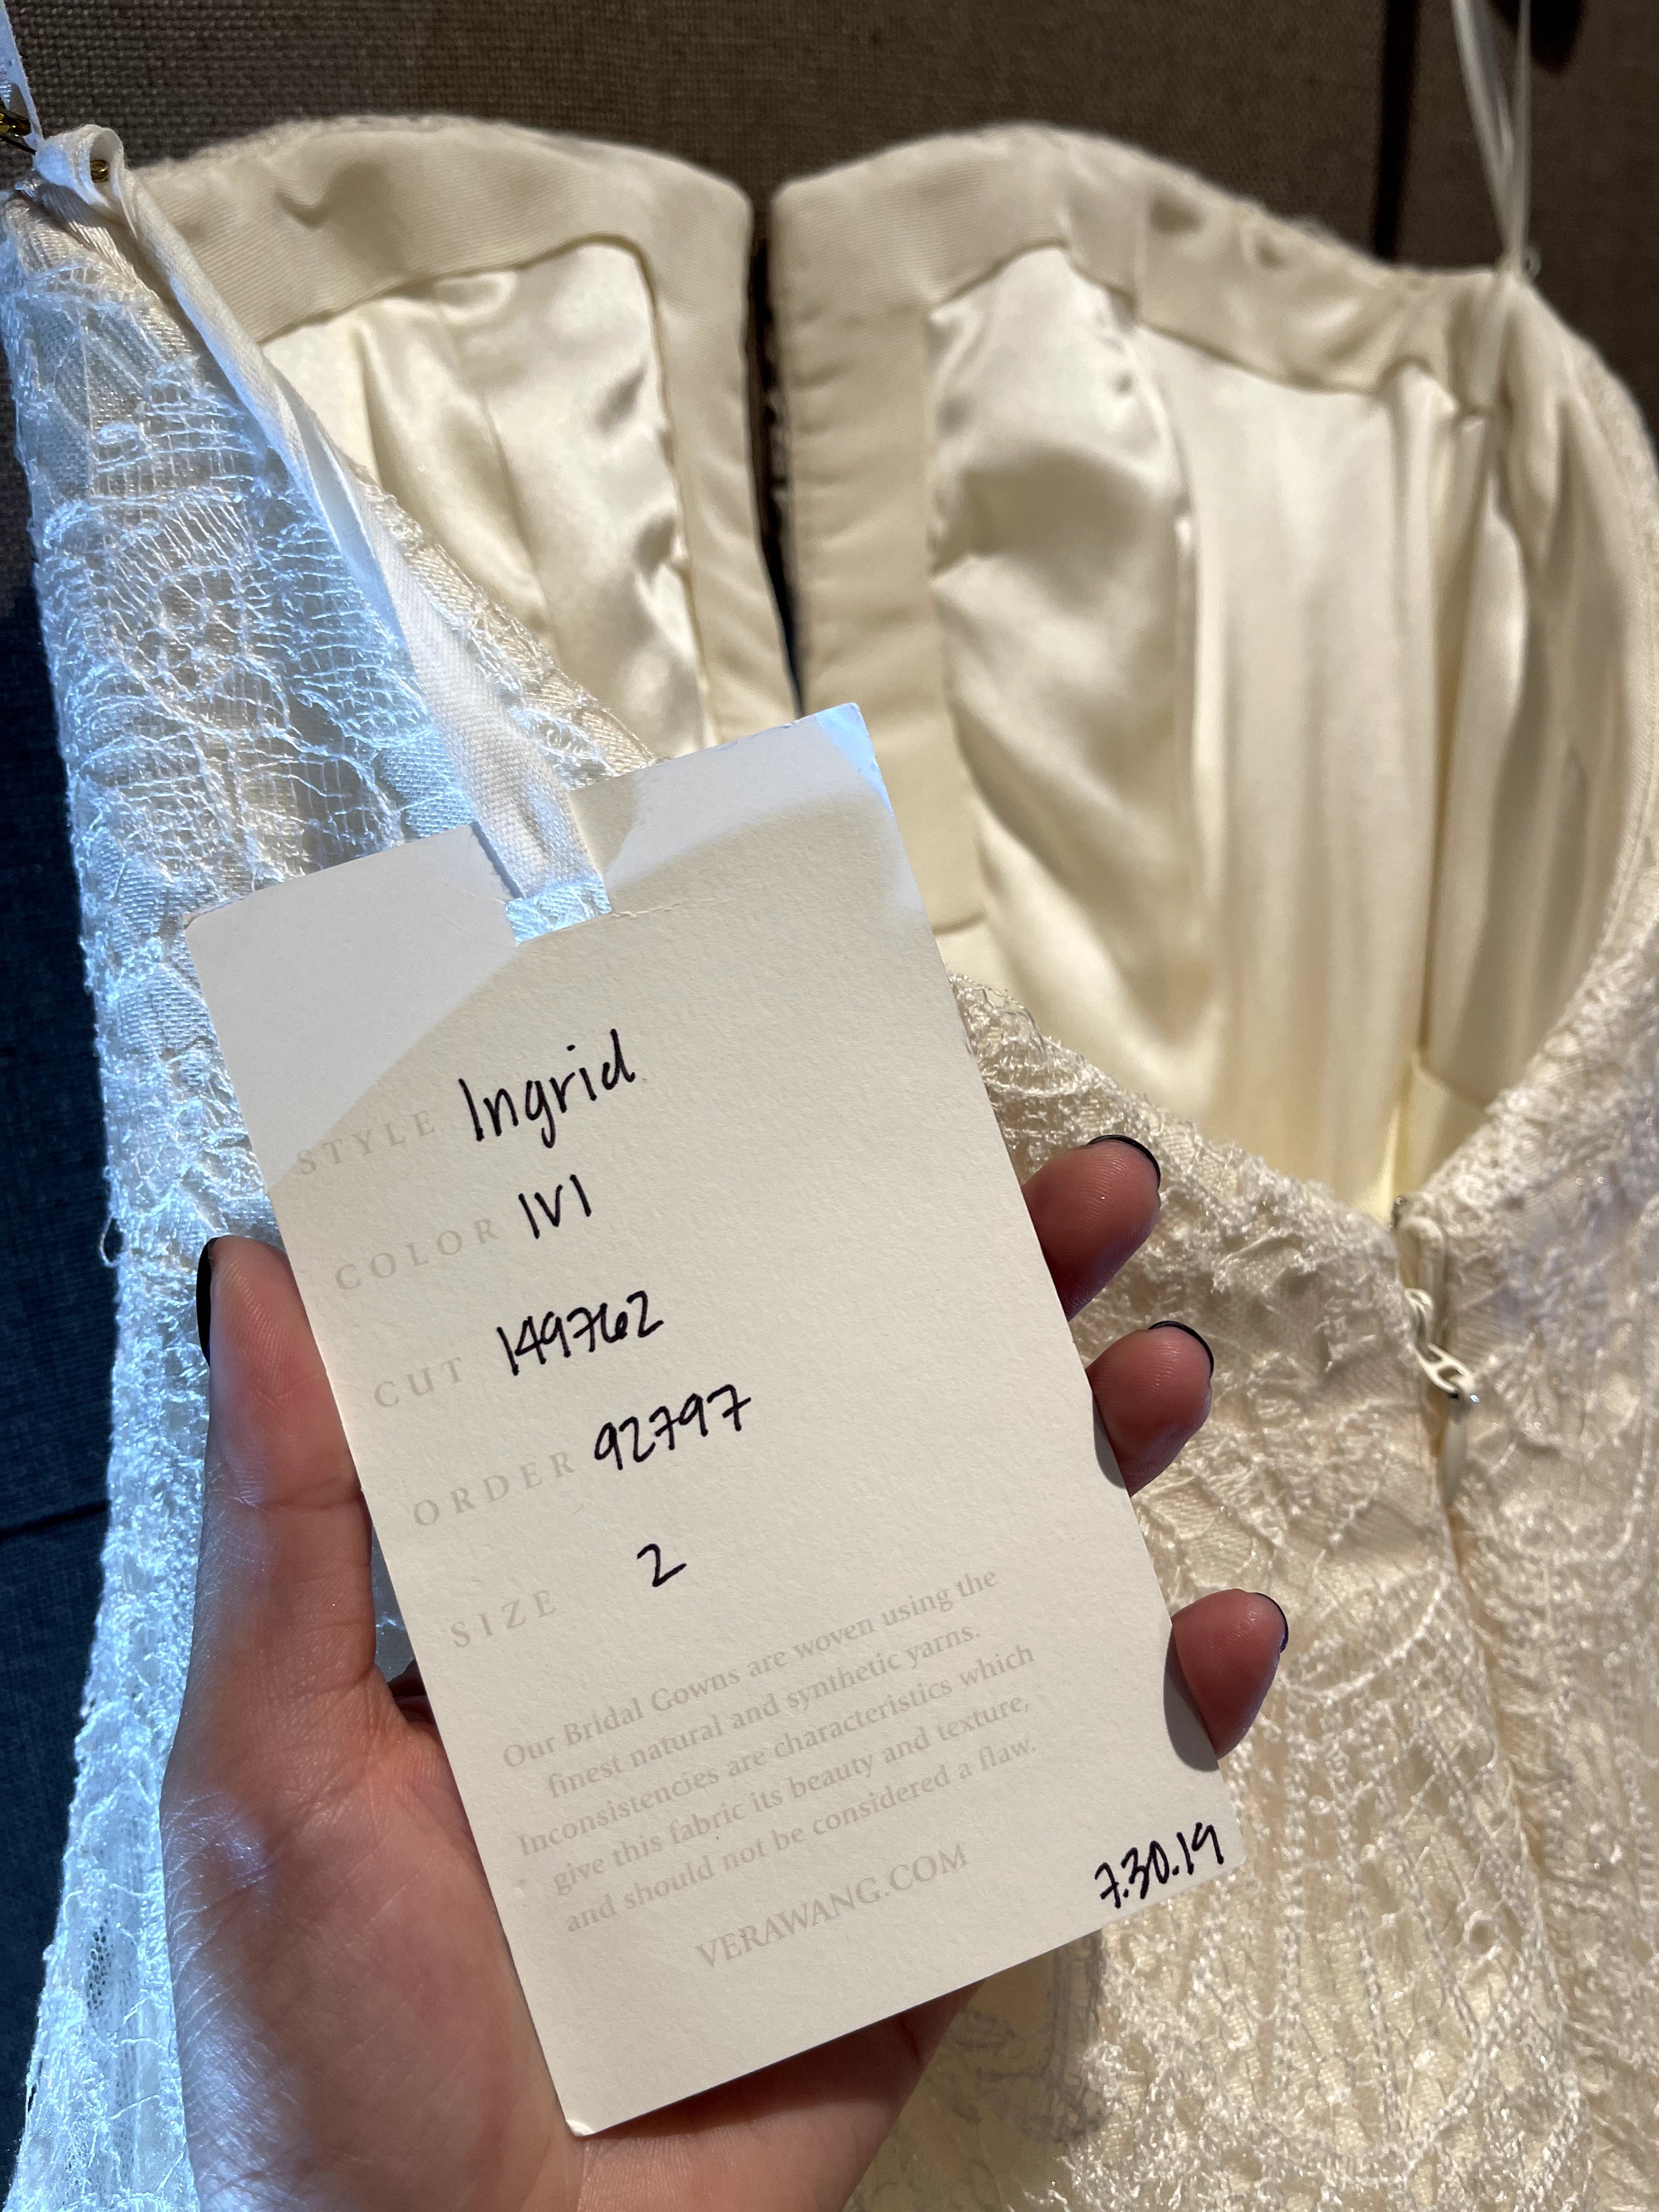 STYLE Ingrid
COLOR IVI
CUT 149762
ORDER 92797
SIZE 2
Our Bridal Gowns are woven using the
finest natural and synthetic yarns.
Inconsistencies are characteristics which
give this fabric its beauty and texture,
and should not be considered a flaw.
VERAWANG.COM
7.30.19